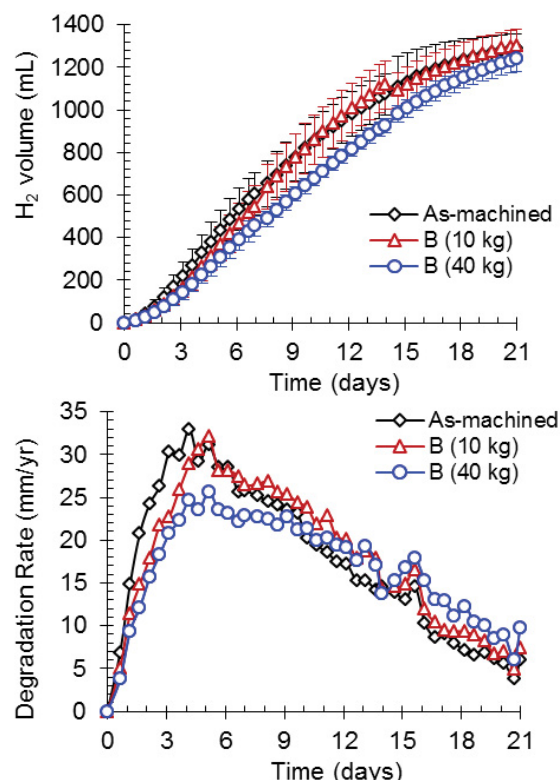 1400
1200
1000
800
600
400
200
0
H₂ volume (mL)
As-machined
B (10 kg)
B (40 kg)
0 3 6 9 12 15 18 21
Time (days)
35
30
25
20
15
10
5
0
Degradation Rate (mm/yr)
As-machined
B (10 kg)
B (40 kg)
0 3 6 9 12 15 18 21
Time (days)